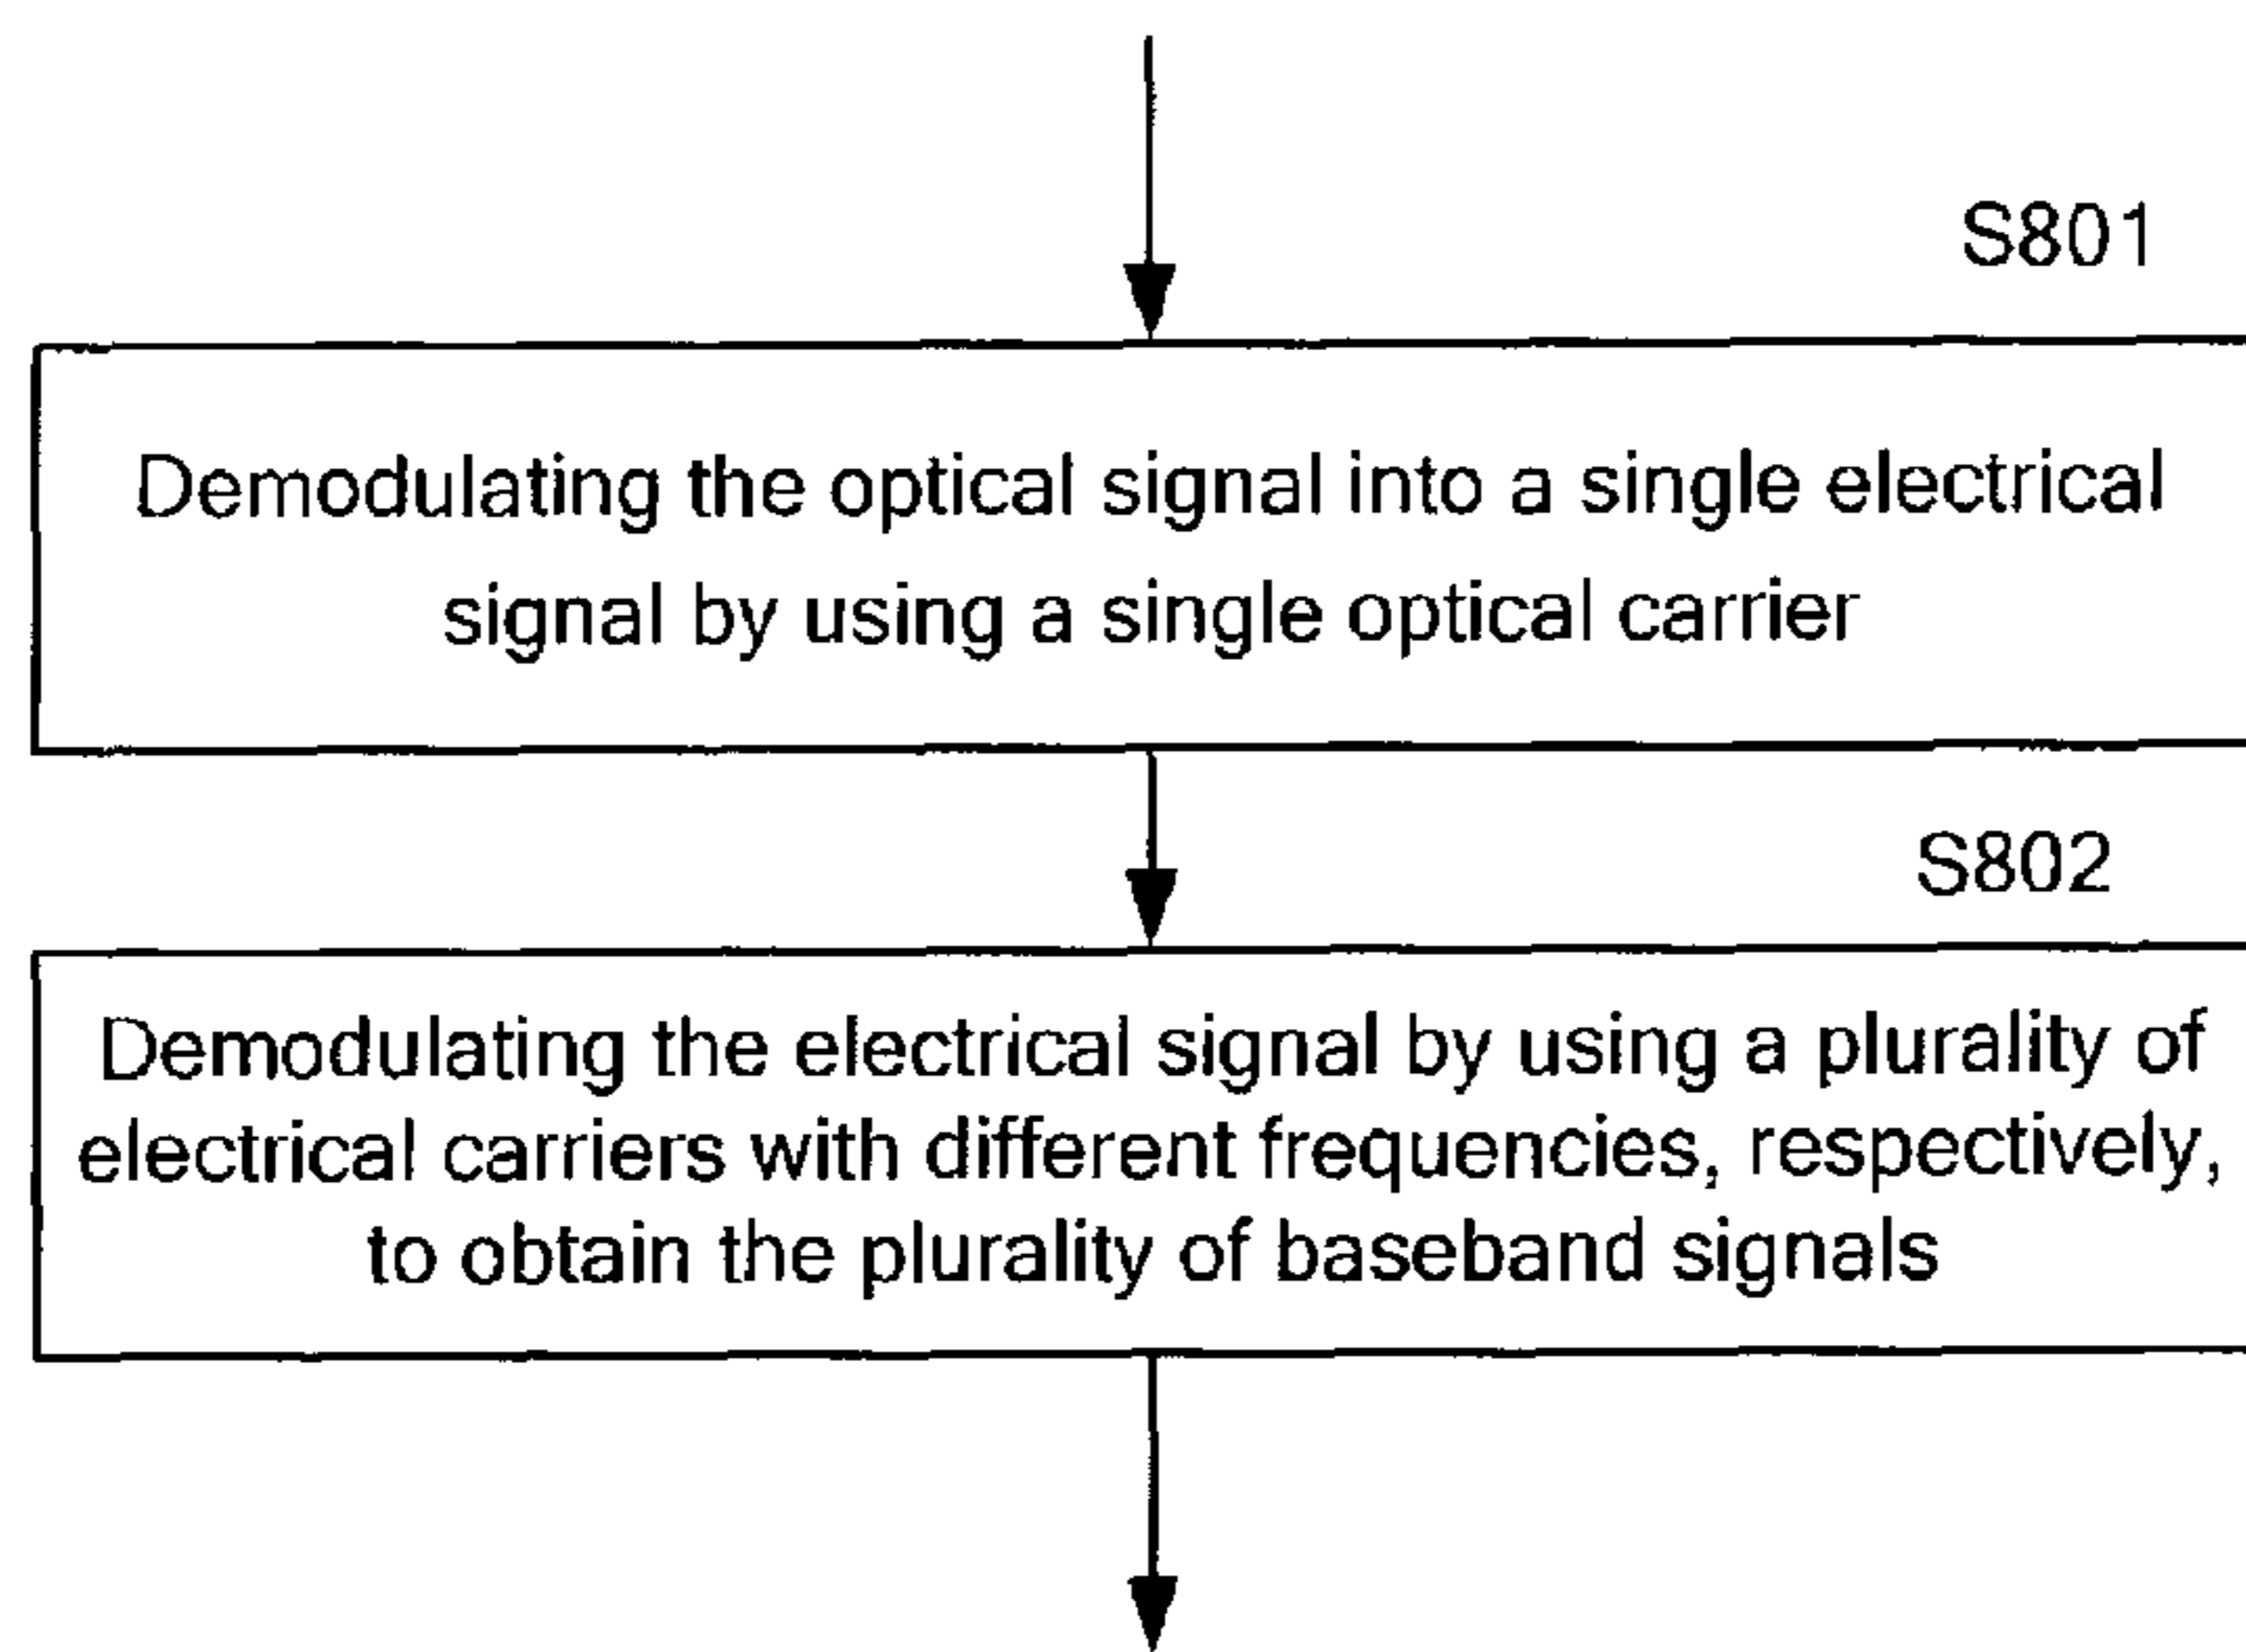 S801
Demodulating the optical signal into a single electrical
signal by using a single optical carrier
S802
Demodulating the electrical signal by using a plurality of
electrical carriers with different frequencies, respectively,
to obtain the plurality of baseband signals